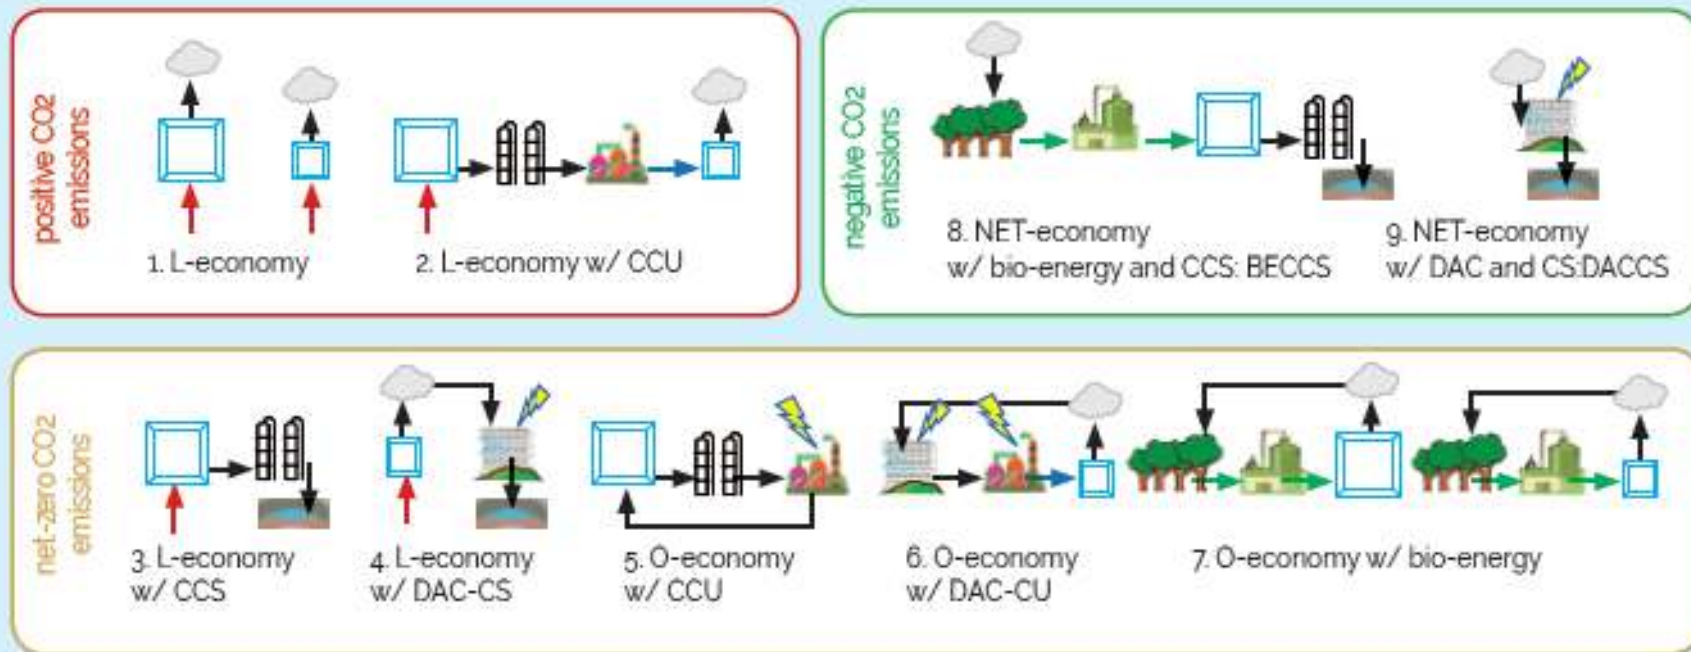 positive CO2
emissions
1. L-economy
2. L-economy w/ CCU
negative CO2
emissions
8. NET-economy
w/ bio-energy and CCS: BECCS
9. NET-economy
w/ DAC and CS:DACCS
net-zero CO2
emissions
3. L-economy
w/ CCS
4. L-economy
w/ DAC-CS
5. O-economy
w/ CCU
6. O-economy
w/ DAC-CU
7. O-economy w/ bio-energy